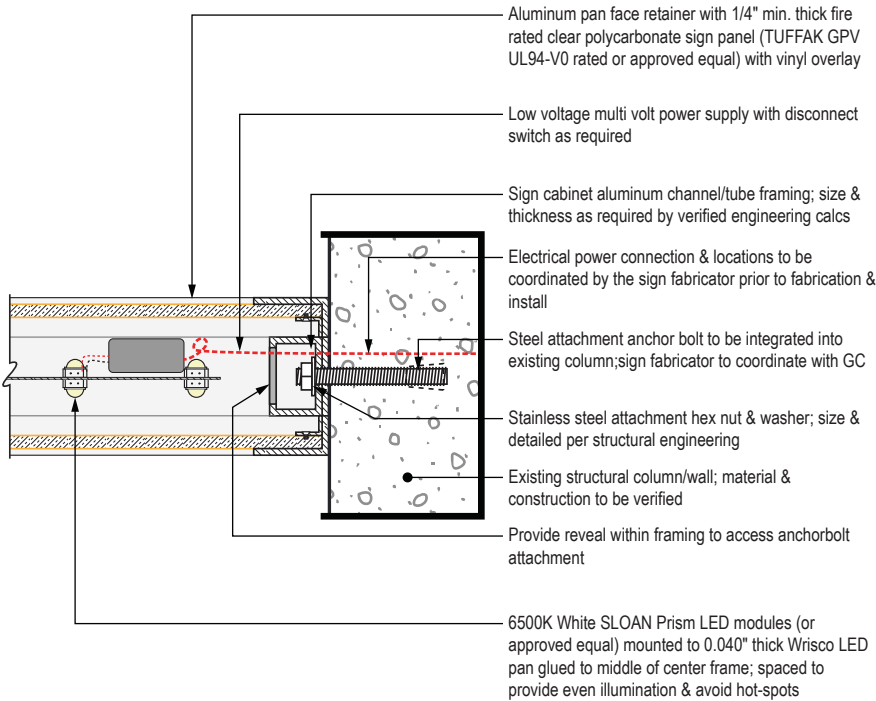 Aluminum pan face retainer with 1/4" min. thick fire
rated clear polycarbonate sign panel (TUFFAK GPV
UL94-V0 rated or approved equal) with vinyl overlay
Low voltage multi volt power supply with disconnect
switch as required
Sign cabinet aluminum channel/tube framing; size &
thickness as required by verified engineering calcs
Electrical power connection & locations to be
coordinated by the sign fabricator prior to fabrication &
install
Steel attachment anchor bolt to be integrated into
existing column;sign fabricator to coordinate with GC
Stainless steel attachment hex nut & washer; size &
detailed per structural engineering
Existing structural column/wall; material &
construction to be verified
Provide reveal within framing to access anchorbolt
attachment
6500K White SLOAN Prism LED modules (or
approved equal) mounted to 0.040" thick Wrisco LED
pan glued to middle of center frame; spaced to
provide even illumination & avoid hot-spots